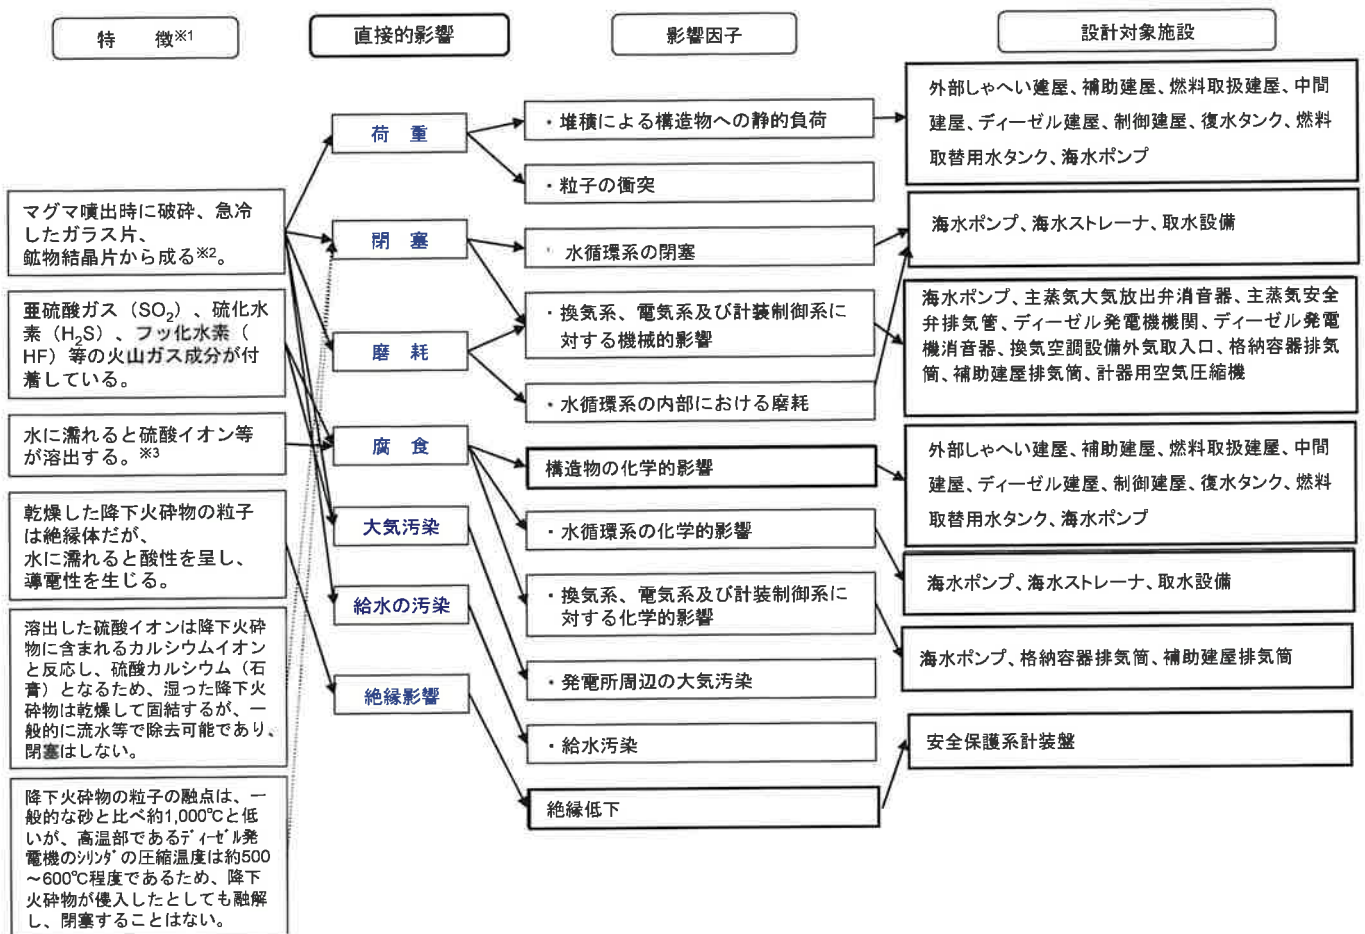 特　徴※1
直接的影響
影響因子
設計対象施設
マグマ噴出時に破砕、急冷
したガラス片、
鉱物結晶片から成る※2。
亜硫酸ガス（SO2）、硫化水
素（H2S）、フッ化水素（
HF）等の火山ガス成分が付
着している。
水に濡れると硫酸イオン等
が溶出する。※3
乾燥した降下火砕物の粒子
は絶縁体だが、
水に濡れると酸性を呈し、
導電性を生じる。
溶出した硫酸イオンは降下火砕
物に含まれるカルシウムイオン
と反応し、硫酸カルシウム（石
膏）となるため、湿った降下火
砕物は乾燥して固結するが、一
般的に流水等で除去可能であり、
閉塞はしない。
降下火砕物の粒子の融点は、一
般的な砂と比べ約1,000℃と低
いが、高温部であるディーゼル発
電機のシリンダの圧縮温度は約500
～600℃程度であるため、降下
火砕物が侵入したとしても融解
し、閉塞することはない。
荷　重
閉　塞
磨　耗
腐　食
大気汚染
給水の汚染
絶縁影響
・堆積による構造物への静的負荷
・粒子の衝突
・水循環系の閉塞
・換気系、電気系及び計装制御系に
対する機械的影響
・水循環系の内部における磨耗
構造物の化学的影響
・水循環系の化学的影響
・換気系、電気系及び計装制御系に
対する化学的影響
・発電所周辺の大気汚染
・給水汚染
絶縁低下
外部しゃへい建屋、補助建屋、燃料取扱建屋、中間
建屋、ディーゼル建屋、制御建屋、復水タンク、燃料
取替用水タンク、海水ポンプ
海水ポンプ、海水ストレーナ、取水設備
海水ポンプ、主蒸気大気放出弁消音器、主蒸気安全
弁排気管、ディーゼル発電機機関、ディーゼル発電
機消音器、換気空調設備外気取入口、格納容器排気
筒、補助建屋排気筒、計器用空気圧縮機
外部しゃへい建屋、補助建屋、燃料取扱建屋、中間
建屋、ディーゼル建屋、制御建屋、復水タンク、燃料
取替用水タンク、海水ポンプ
海水ポンプ、海水ストレーナ、取水設備
海水ポンプ、格納容器排気筒、補助建屋排気筒
安全保護系計装盤